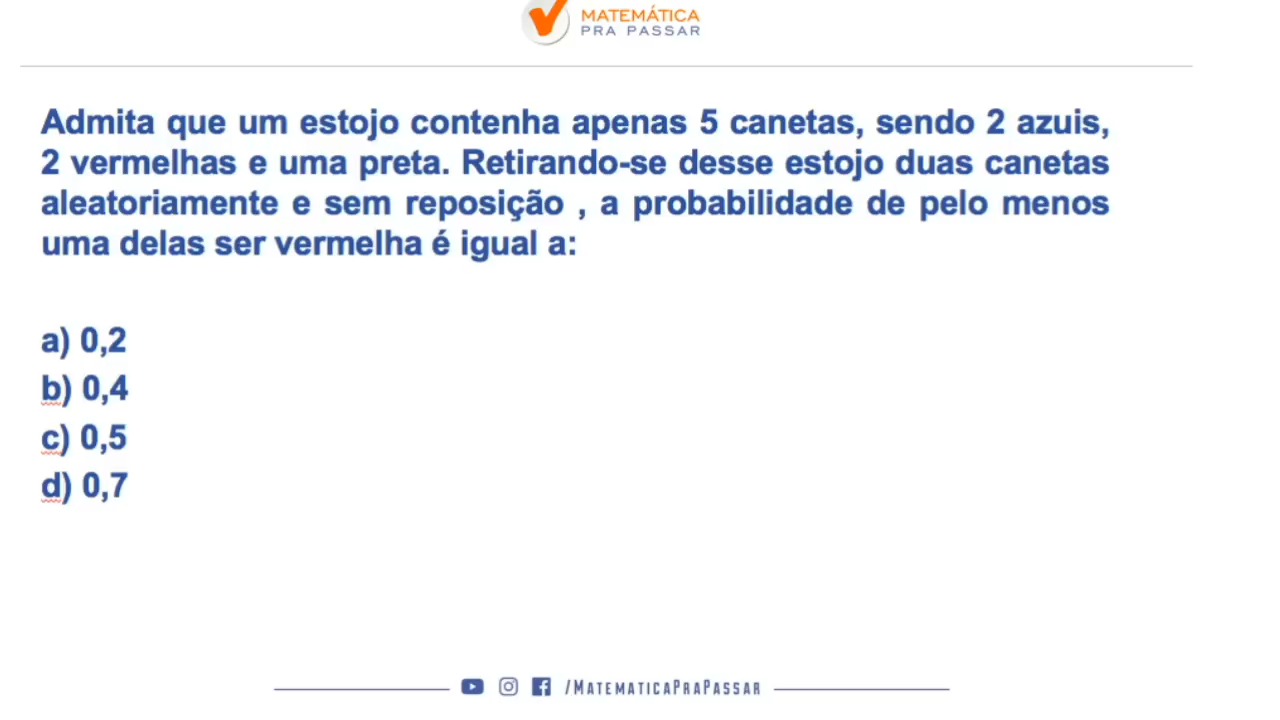 MATEMÁTICA
PRA PASSAR
Admita que um estojo contenha apenas 5 canetas, sendo 2 azuis,
2 vermelhas e uma preta. Retirando-se desse estojo duas canetas
aleatoriamente e sem reposição , a probabilidade de pelo menos
uma delas ser vermelha é igual a:
a) 0,2
b) 0,4
c) 0,5
d) 0,7
/MATEMATICAPRAPASSAR